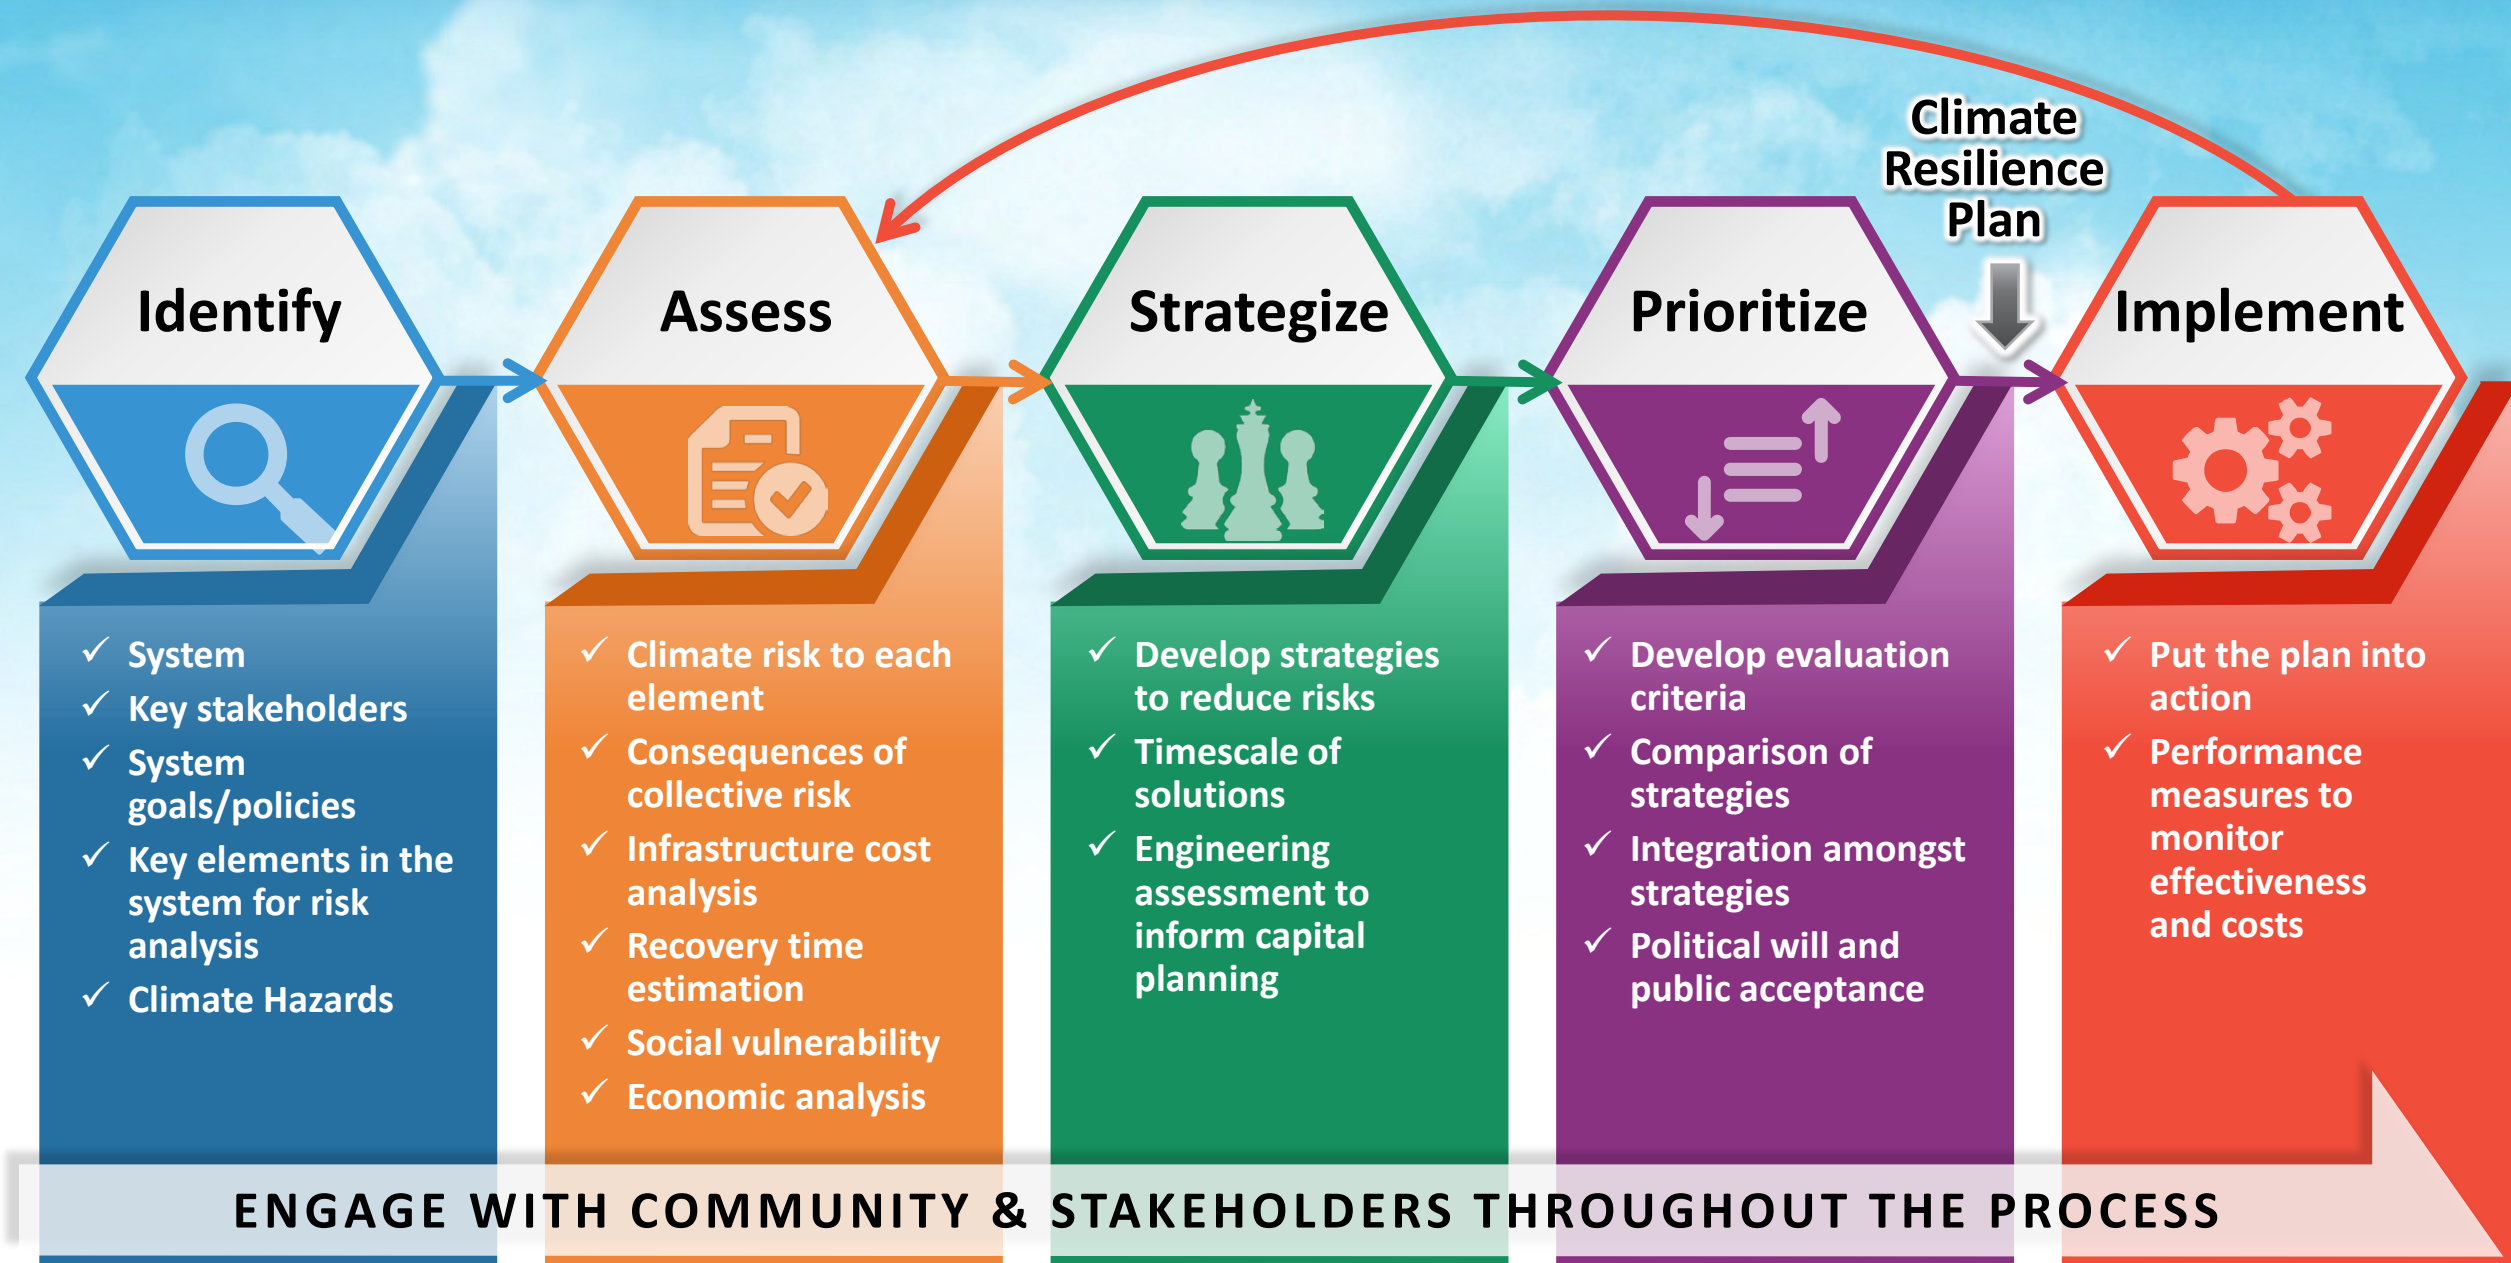 Climate
Resilience
Plan
Identify
Assess
Strategize
Prioritize
Implement
✓ System
✓ Key stakeholders
✓ System
goals/policies
✓ Key elements in the
system for risk
analysis
✓ Climate Hazards
✓ Climate risk to each
element
✓ Consequences of
collective risk
✓ Infrastructure cost
analysis
✓ Recovery time
estimation
✓ Social vulnerability
✓ Economic analysis
✓ Develop strategies
to reduce risks
✓ Timescale of
solutions
✓ Engineering
assessment to
inform capital
planning
✓ Develop evaluation
criteria
✓ Comparison of
strategies
✓ Integration amongst
strategies
✓ Political will and
public acceptance
✓ Put the plan into
action
✓ Performance
measures to
monitor
effectiveness
and costs
ENGAGE WITH COMMUNITY & STAKEHOLDERS THROUGHOUT THE PROCESS